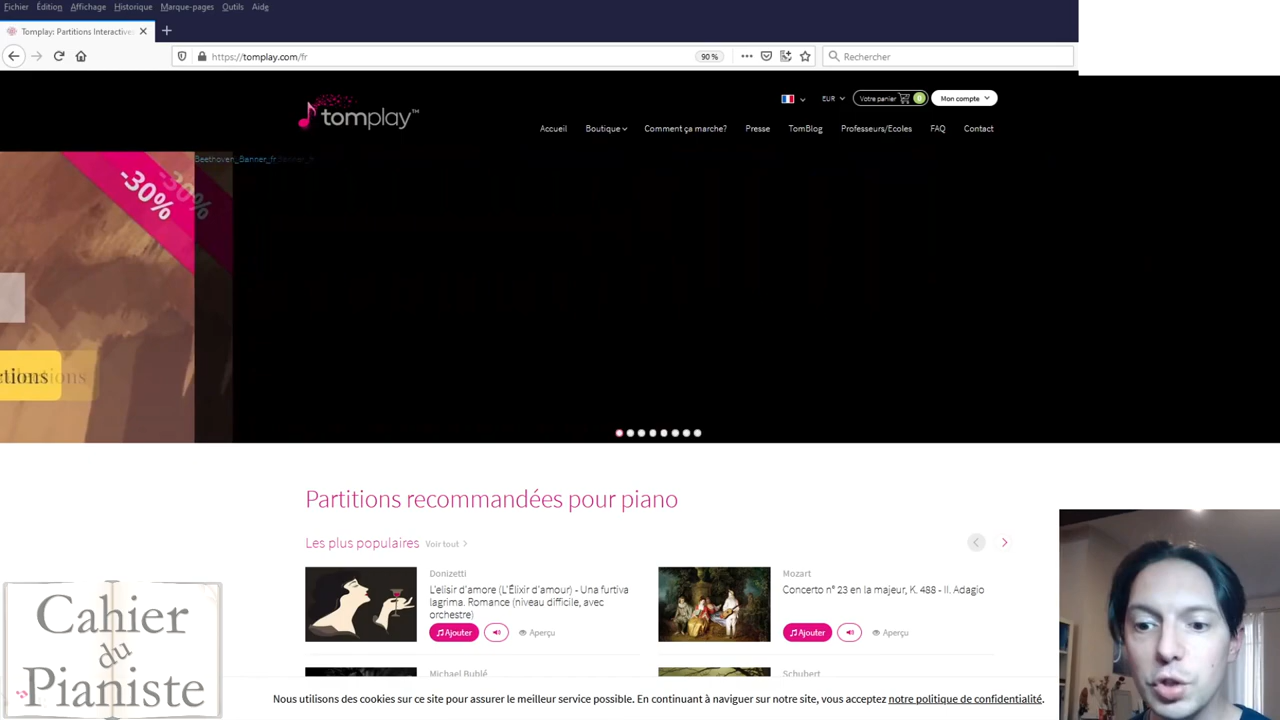 Fichier Édition Affichage Historique Marque-pages Outils Aide
Tomplay: Partitions Interactives
https://tomplay.com/fr
90 %
Rechercher
tomplay™
EUR
Votre panier 0
Mon compte
Accueil Boutique Comment ça marche? Presse TomBlog Professeurs/Ecoles FAQ Contact
Beethoven_Banner_fr
-30%
-30%
Partitions recommandées pour piano
Les plus populaires Voir tout
Donizetti
L'elisir d'amore (L'Élixir d'amour) - Una furtiva
lagrima. Romance (niveau difficile, avec
orchestre)
Ajouter Aperçu
Mozart
Concerto n° 23 en la majeur, K. 488 - II. Adagio
Ajouter Aperçu
Michael Bublé
Schubert
Cahier
du
Pianiste
Nous utilisons des cookies sur ce site pour assurer le meilleur service possible. En continuant à naviguer sur notre site, vous acceptez notre politique de confidentialité.